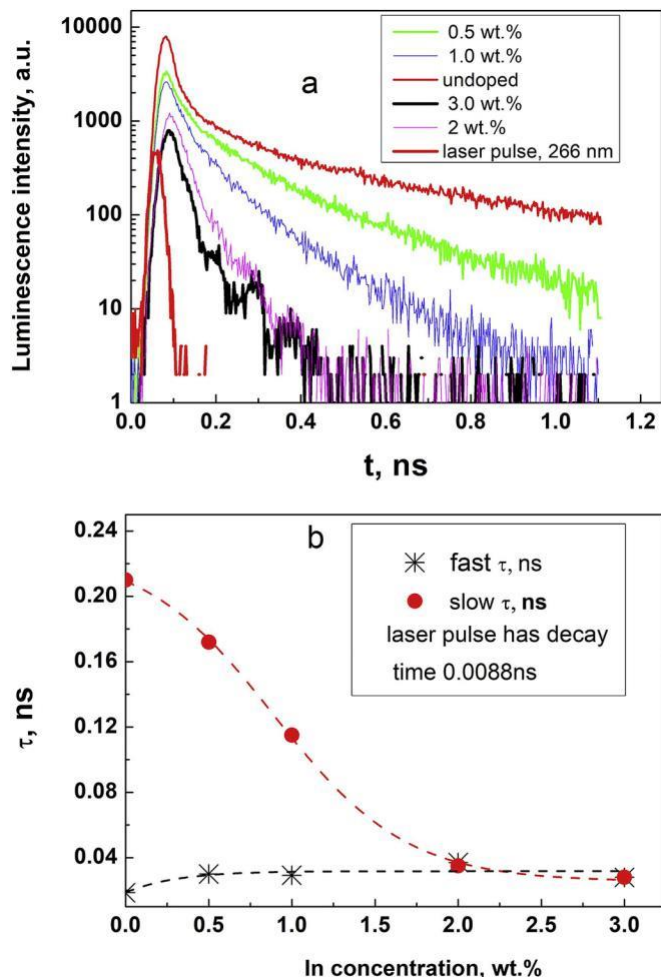 10000
1000
100
10
1
Luminescence intensity, a.u.
a
0.5 wt.%
1.0 wt.%
undoped
3.0 wt.%
2 wt.%
laser pulse, 266 nm
0.0 0.2 0.4 0.6 0.8 1.0 1.2
t, ns
b
0.24
0.20
0.16
0.12
0.08
0.04
τ, ns
fast τ, ns
slow τ, ns
laser pulse has decay
time 0.0088ns
0.0 0.5 1.0 1.5 2.0 2.5 3.0
In concentration, wt.%